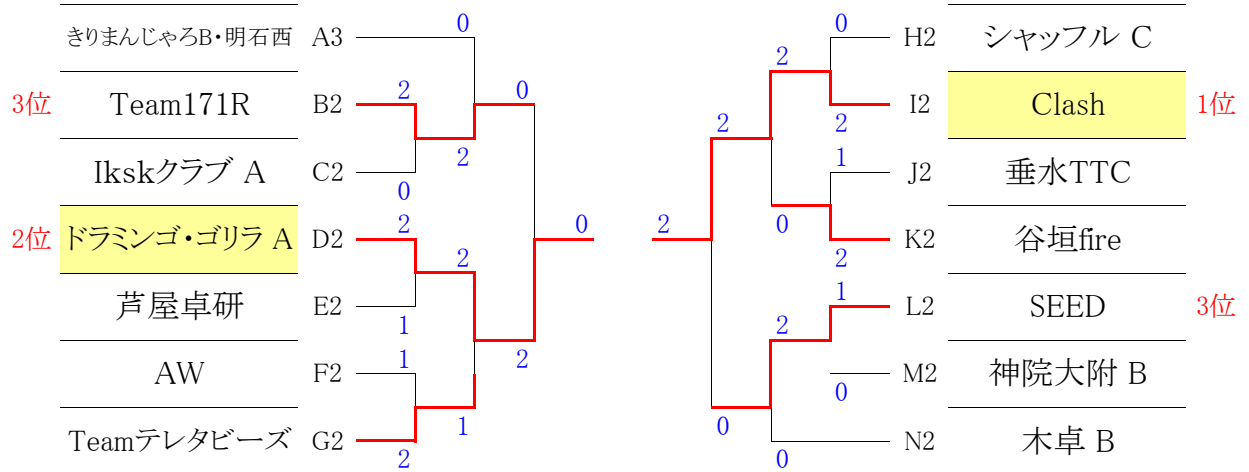 0
0
きりまんじゃろB・明石西 A3 H2 シャッフル C
2
2 0 2
3位 Team171R B2 I2 Clash 1位
2 2
2 1
Ikskクラブ A C2 J2 垂水TTC
0
2 0 2 0
2位 ドラミンゴ・ゴリラ A D2 K2 谷垣fire
2 2
1
芦屋卓研 E2 L2 SEED 3位
1 2
1 2
AW F2 M2 神院大附 B
0
1 0
Teamテレタビーズ G2 N2 木卓 B
2 0